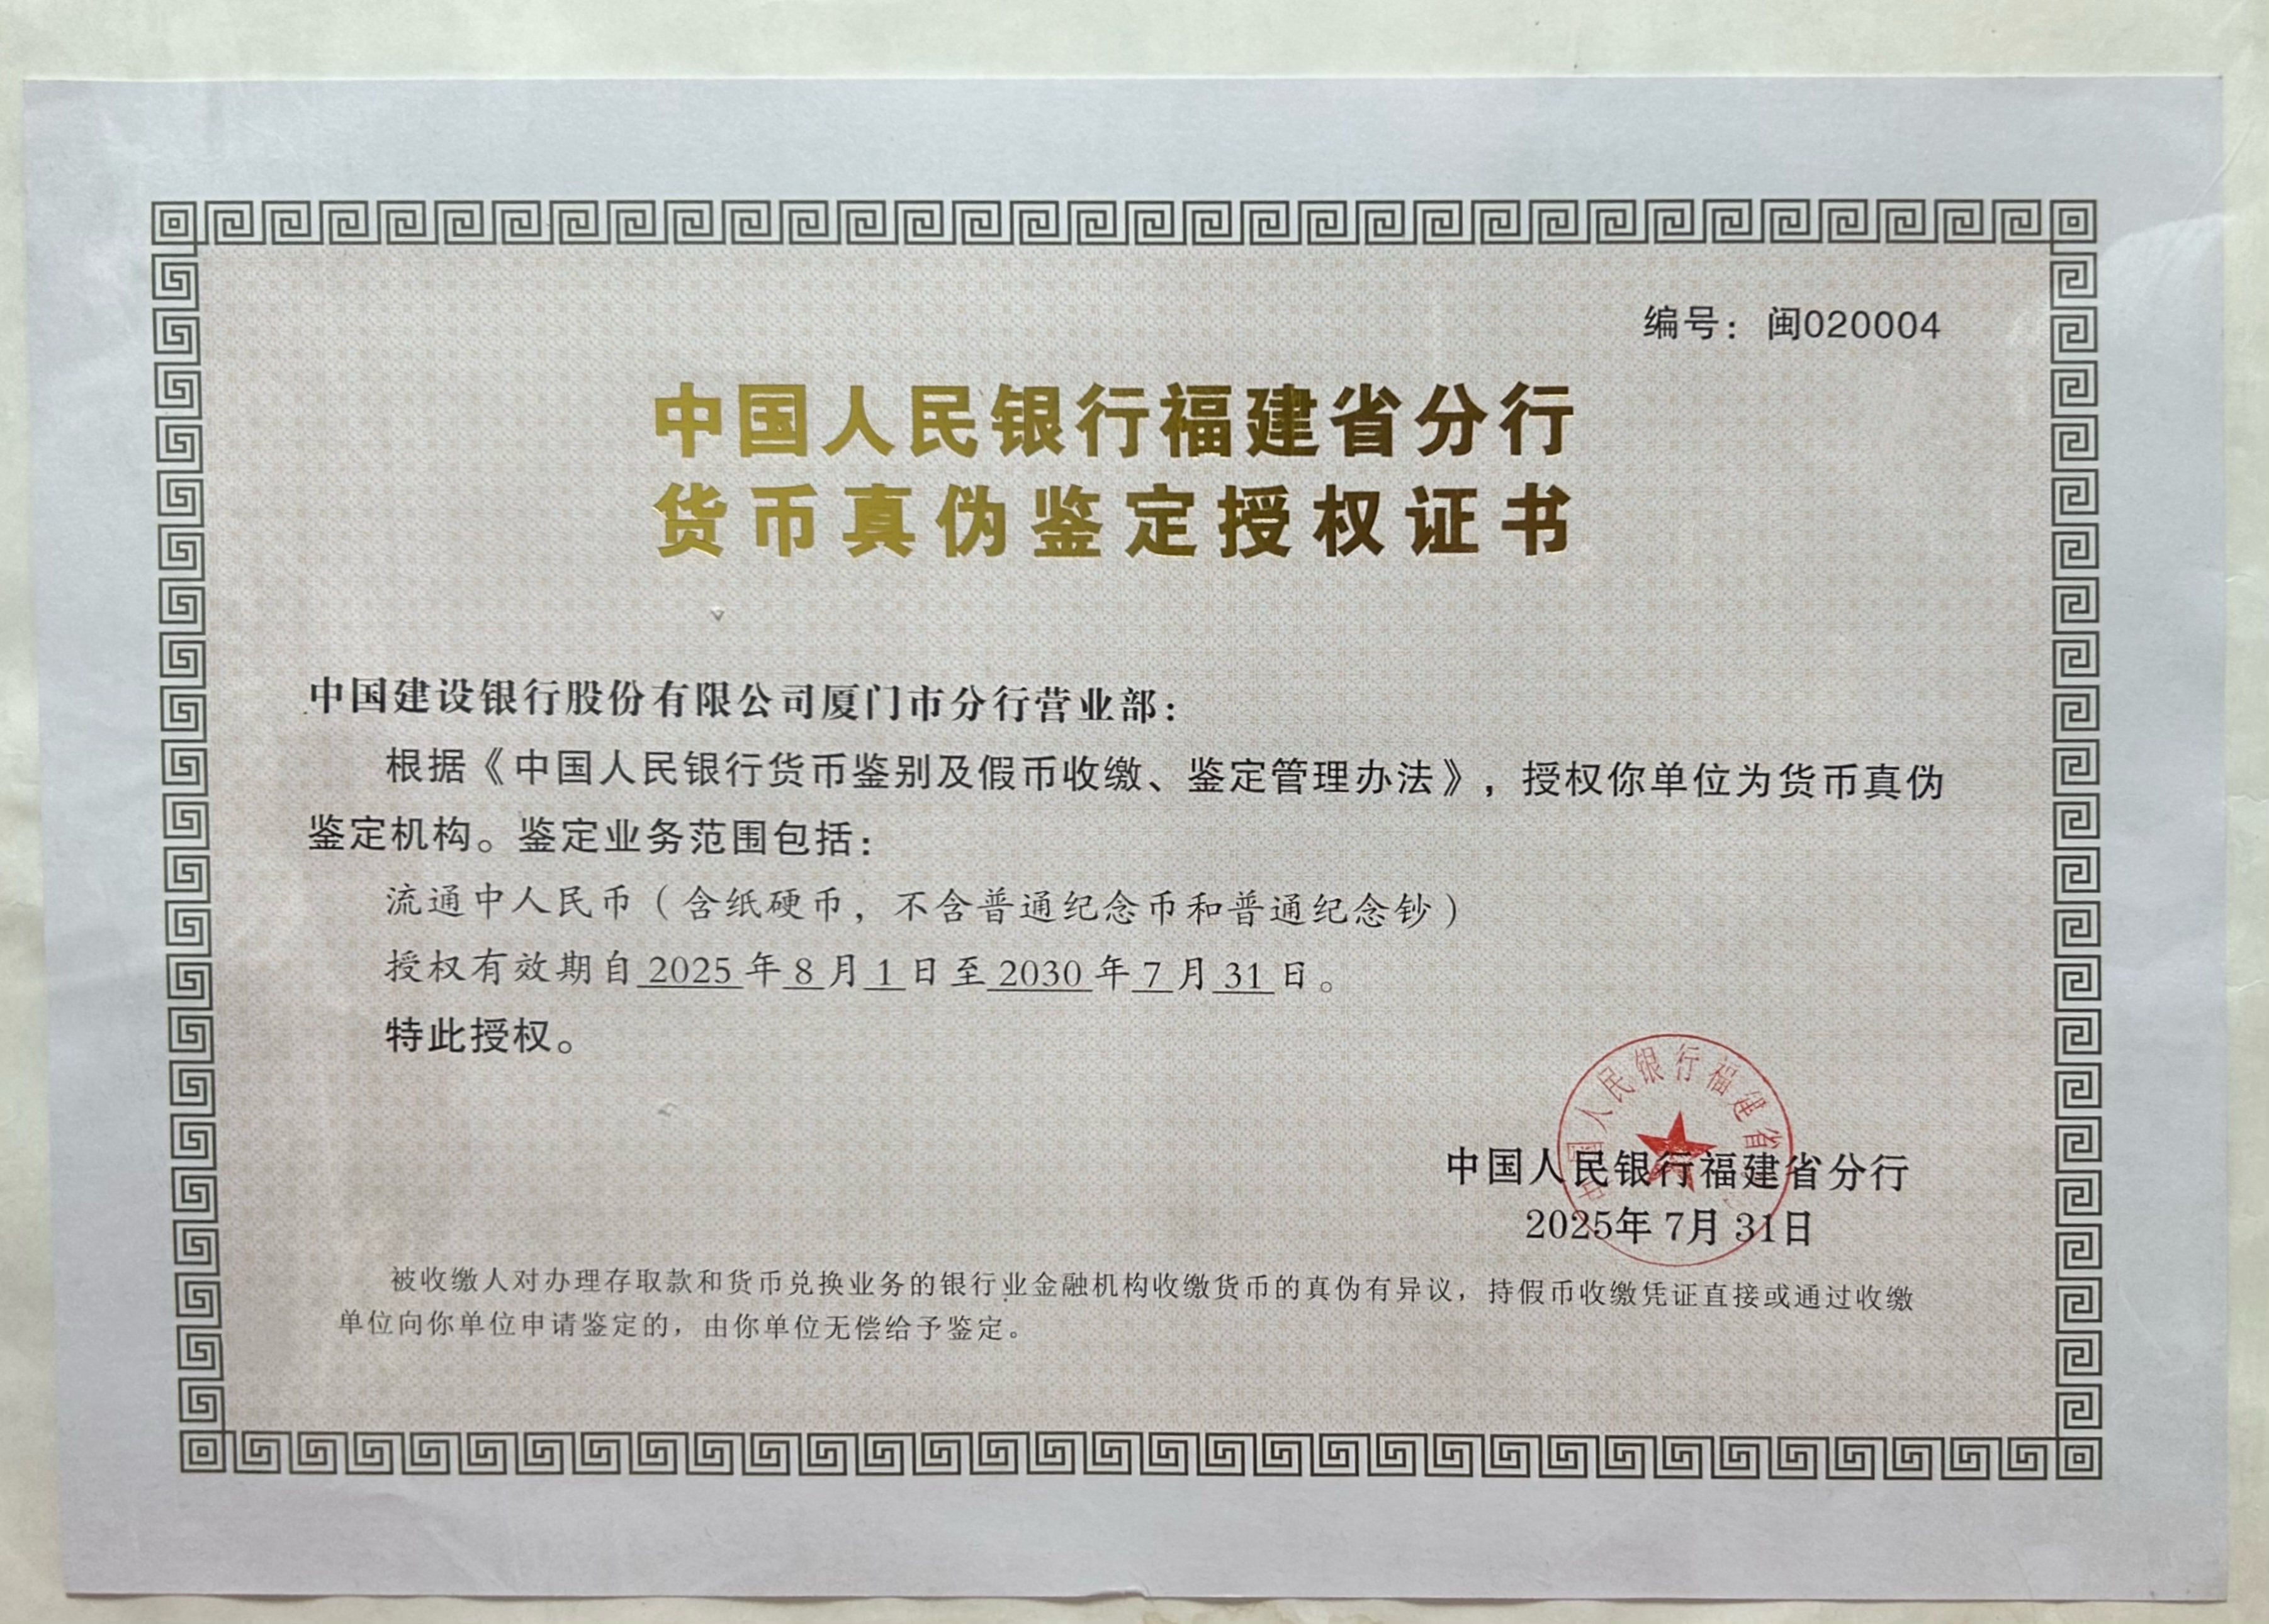 编号：闽020004
中国人民银行福建省分行
货币真伪鉴定授权证书
中国建设银行股份有限公司厦门市分行营业部：
根据《中国人民银行货币鉴别及假币收缴、鉴定管理办法》，授权你单位为货币真伪
鉴定机构。鉴定业务范围包括：
流通中人民币（含纸硬币，不含普通纪念币和普通纪念钞）
授权有效期自2025年8月1日至2030年7月31日。
特此授权。
中国人民银行福建省
中国人民银行福建省分行
2025年7月31日
被收缴人对办理存取款和货币兑换业务的银行业金融机构收缴货币的真伪有异议，持假币收缴凭证直接或通过收缴
单位向你单位申请鉴定的，由你单位无偿给予鉴定。